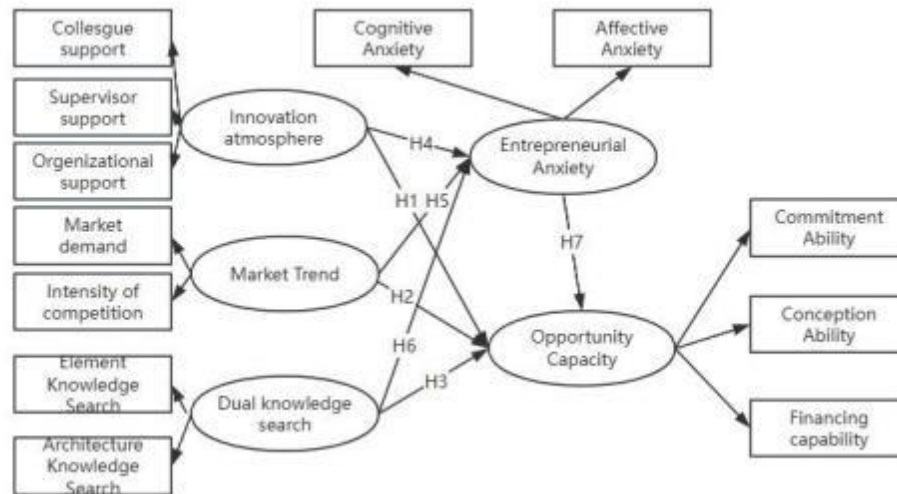 Collesgue
support
Supervisor
support
Orgenizational
support
Market
demand
Intensity of
competition
Element
Knowledge
Search
Architecture
Knowledge
Search
Innovation
atmosphere
Market Trend
Dual knowledge
search
Cognitive
Anxiety
Affective
Anxiety
H4
H1
H5
H2
H6
H3
Entrepreneurial
Anxiety
H7
Opportunity
Capacity
Commitment
Ability
Conception
Ability
Financing
capability